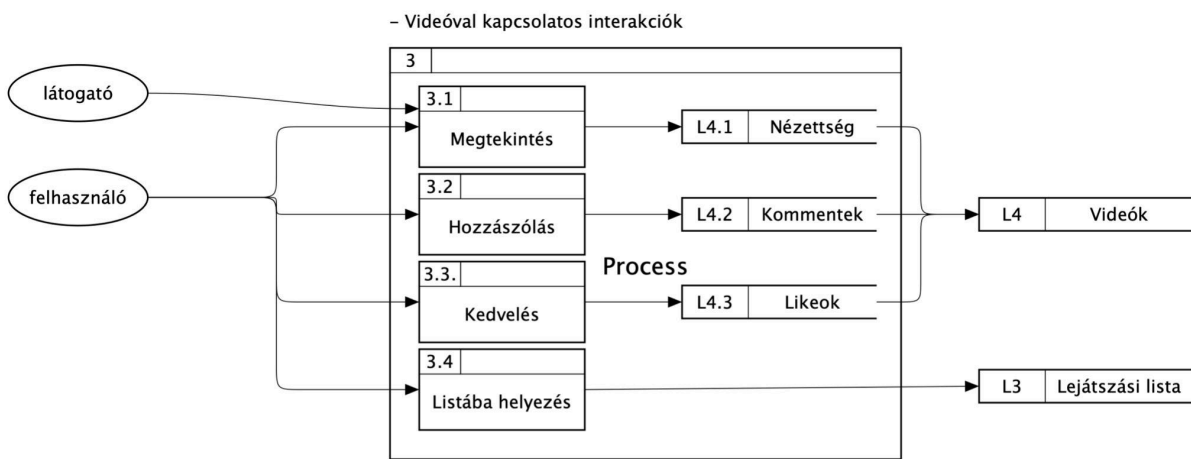 – Videóval kapcsolatos interakciók
3
látogató
3.1
Megtekintés
L4.1 Nézettség
felhasználó
3.2
Hozzászólás
L4.2 Kommentek
L4 Videók
Process
3.3.
Kedvelés
L4.3 Likeok
3.4
Listába helyezés
L3 Lejátszási lista